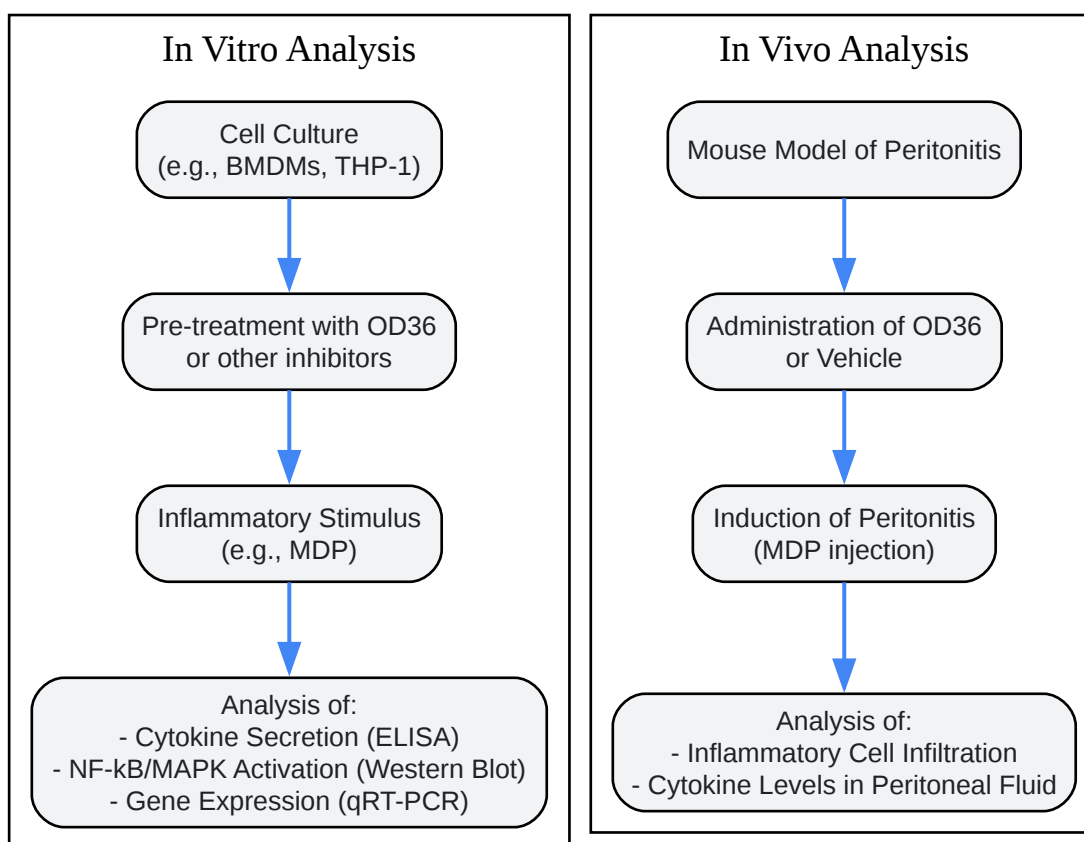 In Vitro Analysis
Cell Culture
(e.g., BMDMs, THP-1)
Pre-treatment with OD36
or other inhibitors
Inflammatory Stimulus
(e.g., MDP)
Analysis of:
- Cytokine Secretion (ELISA)
- NF-kB/MAPK Activation (Western Blot)
- Gene Expression (qRT-PCR)
In Vivo Analysis
Mouse Model of Peritonitis
Administration of OD36
or Vehicle
Induction of Peritonitis
(MDP injection)
Analysis of:
- Inflammatory Cell Infiltration
- Cytokine Levels in Peritoneal Fluid